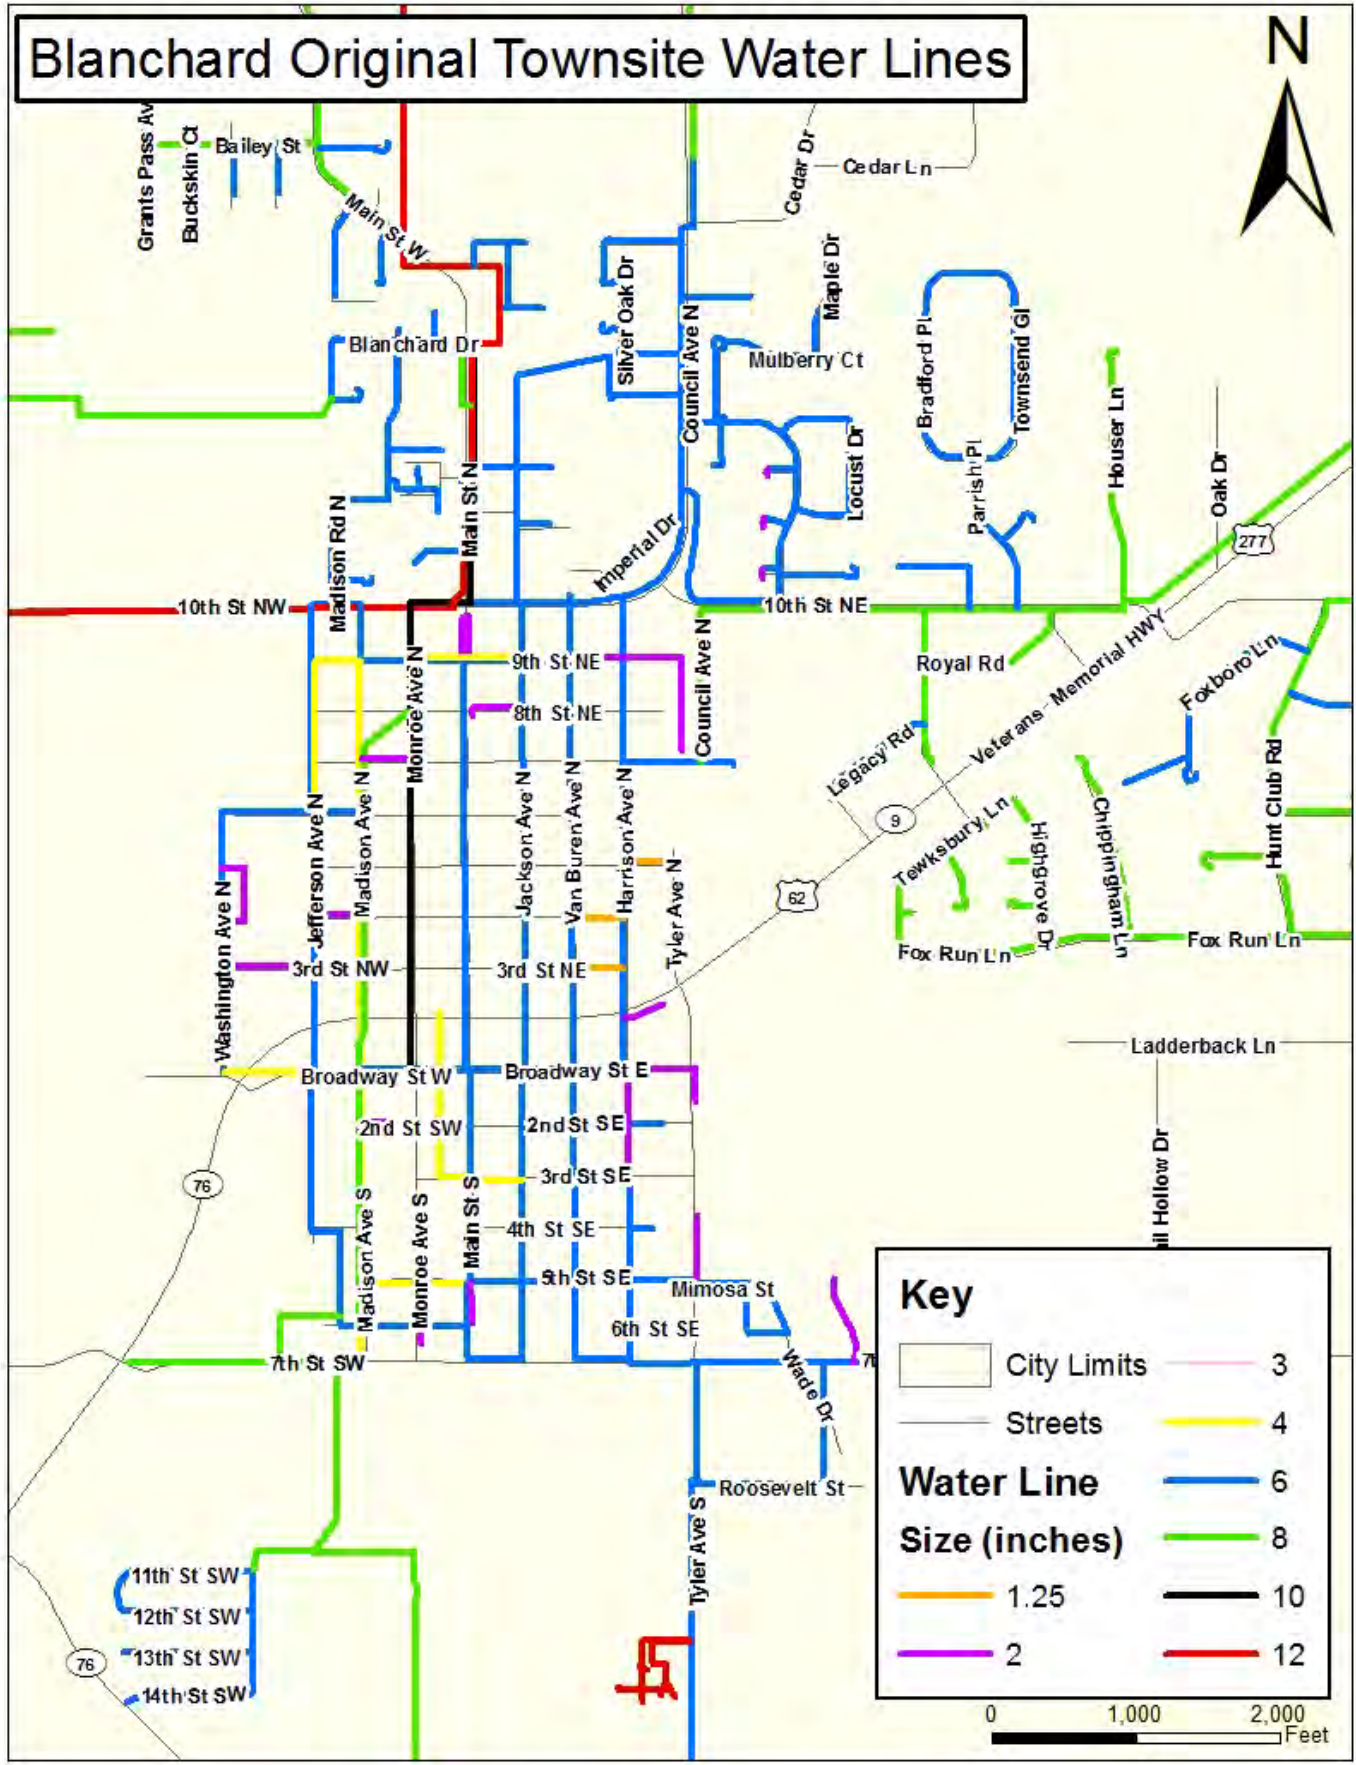 Blanchard Original Townsite Water Lines
N
Grants Pass Av
Buckskin Ct
Bailey St
Main St W
Cedar Dr
Cedar Ln
Silver Oak Dr
Council Ave N
Maple Dr
Mulberry Ct
Blanchard Dr
Bradford Pl
Townsend Gl
Parrish Pl
Houser Ln
Oak Dr
277
Locust Dr
Main St N
Madison Rd N
Imperial Dr
10th St NW
10th St NE
9th St NE
8th St NE
Monroe Ave N
Council Ave N
Royal Rd
Veterans Memorial HWY
Foxboro Ln
Legacy Rd
Hunt Club Rd
Jefferson Ave N
Madison Ave N
Jackson Ave N
Van Buren Ave N
Harrison Ave N
Tyler Ave N
9
62
Tewksbury Ln
Highgrove Dr
Chippingham Ln
Fox Run Ln
Fox Run Ln
Washington Ave N
3rd St NW
3rd St NE
Ladderback Ln
Broadway St W
Broadway St E
2nd St SW
2nd St SE
3rd St SE
4th St SE
5th St SE
6th St SE
76
Madison Ave S
Monroe Ave S
Main St S
Mimosa St
Wade Dr
il Hollow Dr
7th St SW
7t
Roosevelt St
Tyler Ave S
11th St SW
12th St SW
13th St SW
14th St SW
76
Key
City Limits
Streets
Water Line
Size (inches)
1.25
2
3
4
6
8
10
12
0 1,000 2,000
Feet